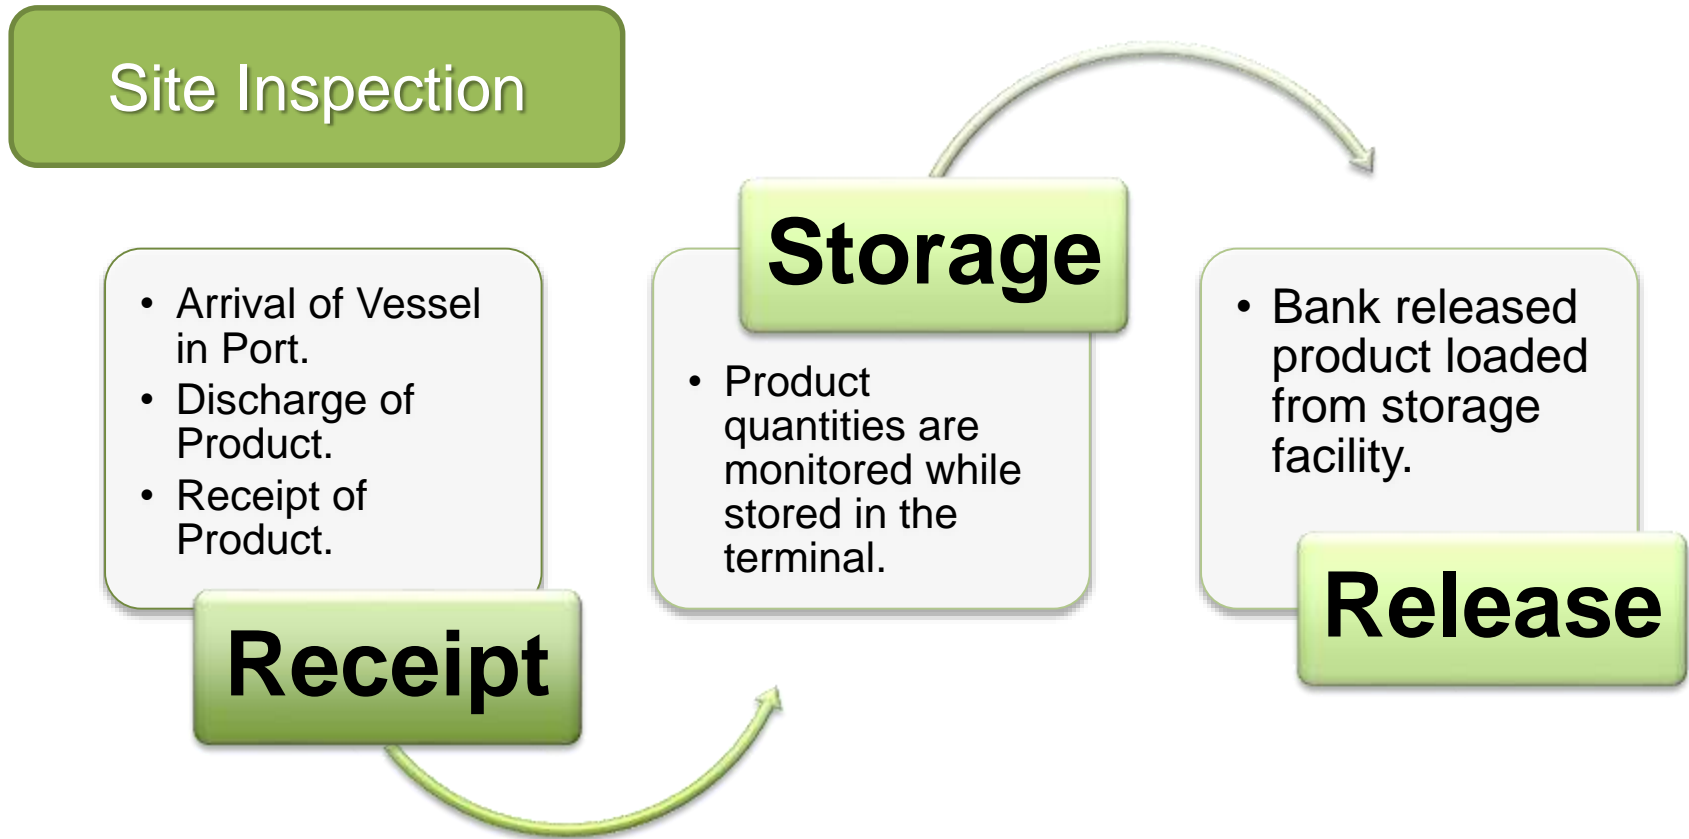 Site Inspection
• Arrival of Vessel
in Port.
• Discharge of
Product.
• Receipt of
Product.
Receipt
Storage
• Product
quantities are
monitored while
stored in the
terminal.
• Bank released
product loaded
from storage
facility.
Release